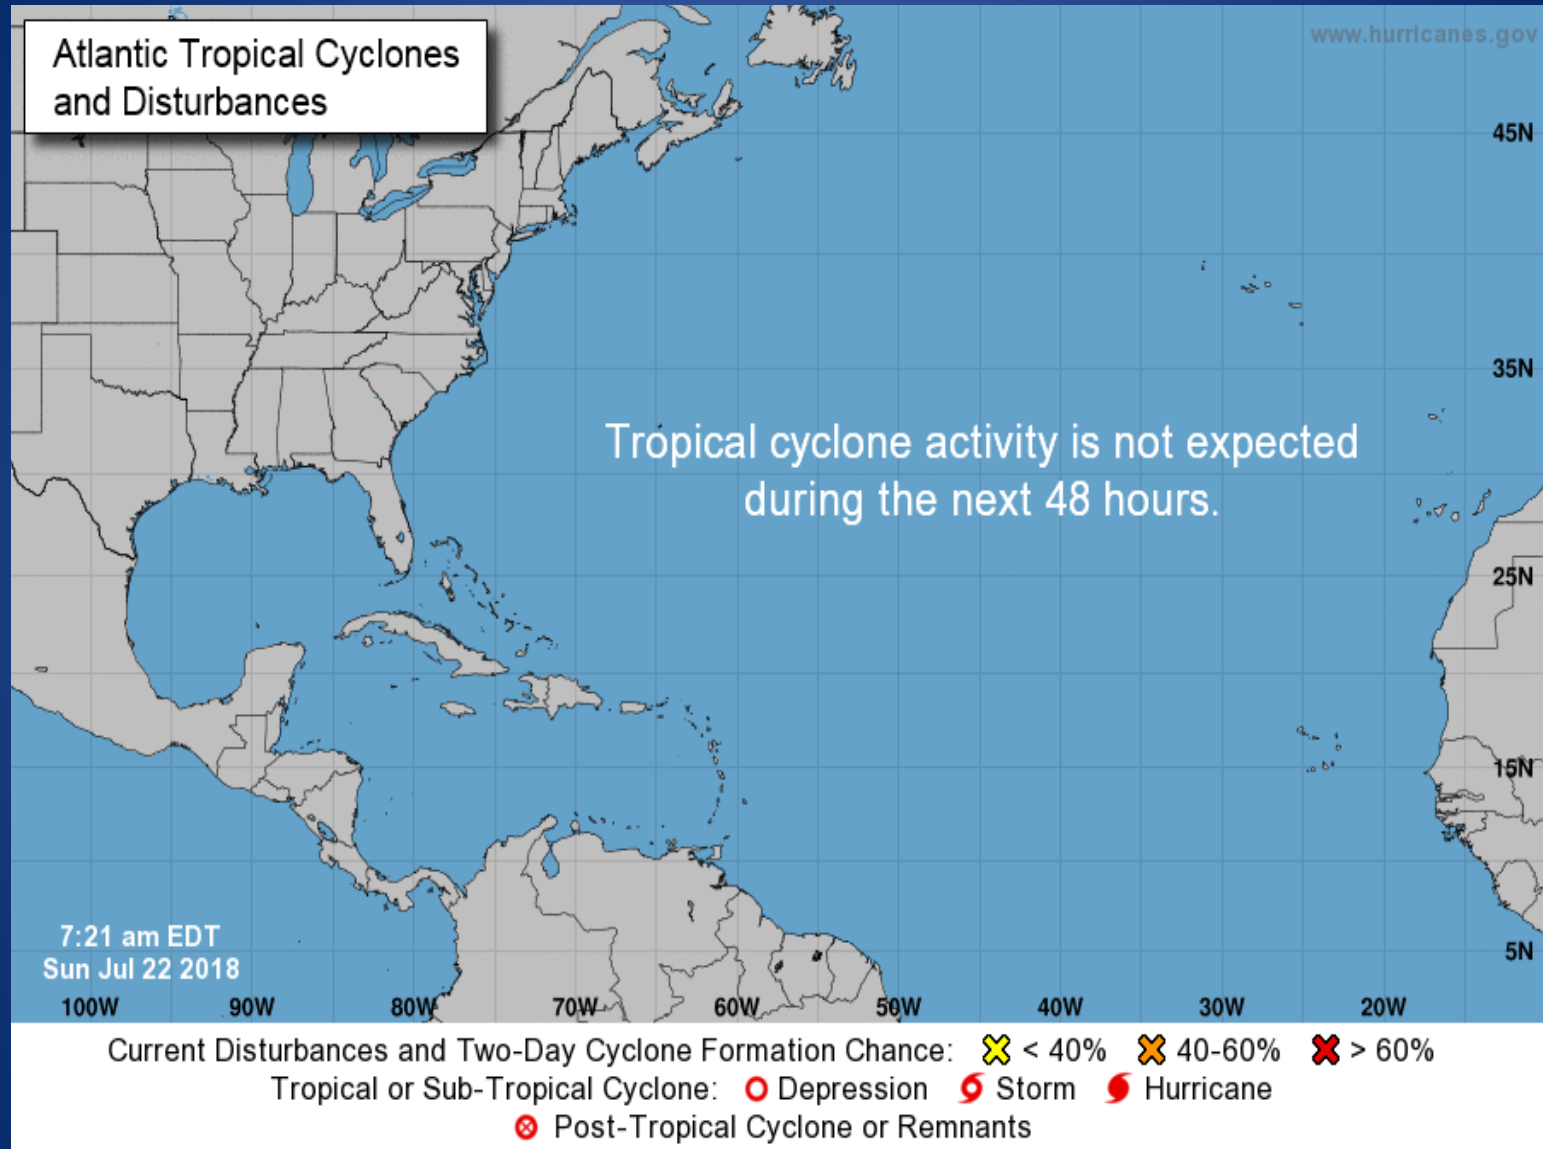 Atlantic Tropical Cyclones
and Disturbances
www.hurricanes.gov
45N
35N
Tropical cyclone activity is not expected
during the next 48 hours.
25N
15N
7:21 am EDT
Sun Jul 22 2018
5N
100W 90W 80W 70W 60W 50W 40W 30W 20W
Current Disturbances and Two-Day Cyclone Formation Chance: < 40% 40-60% > 60%
Tropical or Sub-Tropical Cyclone: Depression Storm Hurricane
Post-Tropical Cyclone or Remnants